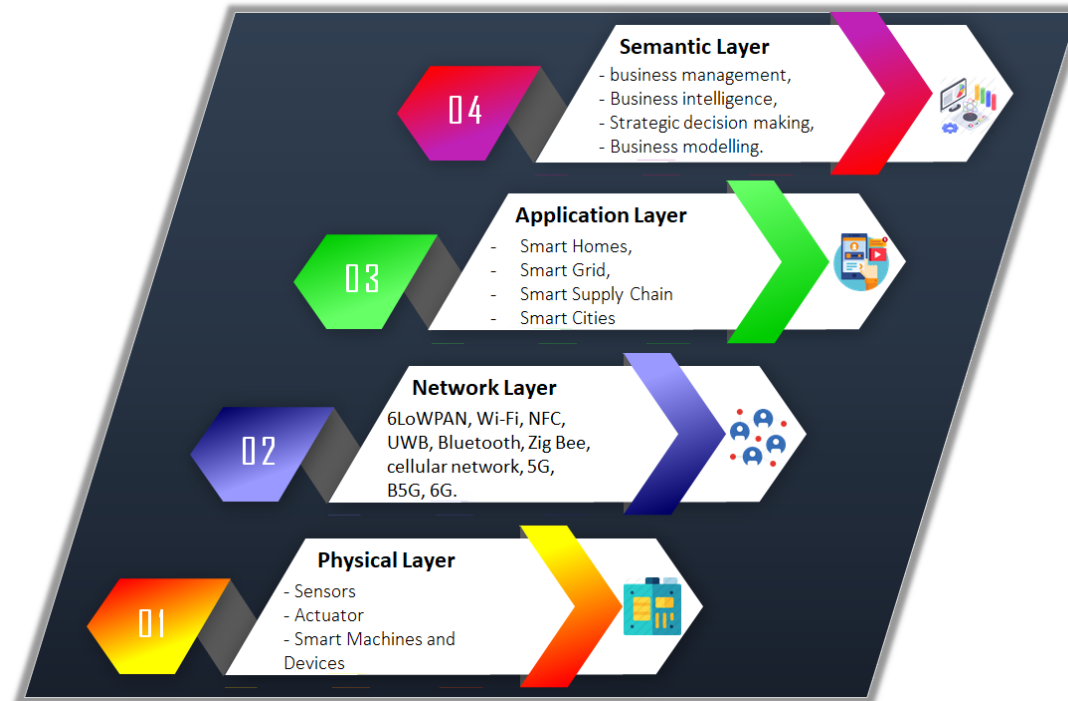 Semantic Layer
- business management,
- Business intelligence,
- Strategic decision making,
- Business modelling.
04
Application Layer
- Smart Homes,
- Smart Grid,
- Smart Supply Chain
- Smart Cities
03
Network Layer
6LoWPAN, Wi-Fi, NFC,
UWB, Bluetooth, Zig Bee,
cellular network, 5G,
B5G, 6G.
02
Physical Layer
- Sensors
- Actuator
- Smart Machines and
Devices
01